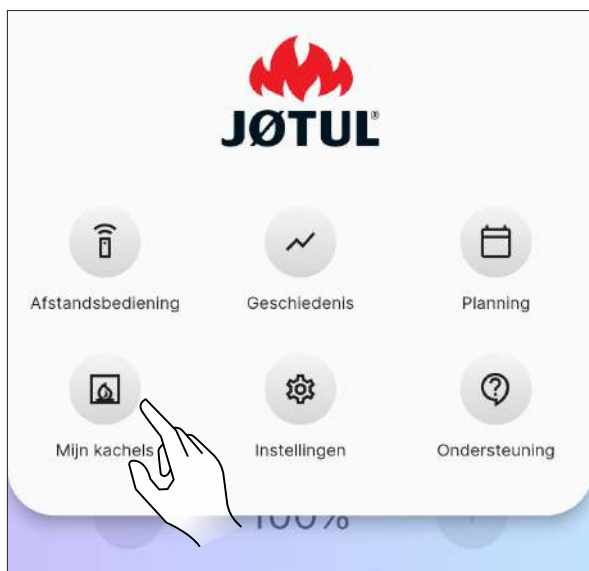 JØTUL®
Afstandsbediening
Geschiedenis
Planning
Mijn kachels
Instellingen
Ondersteuning
100%